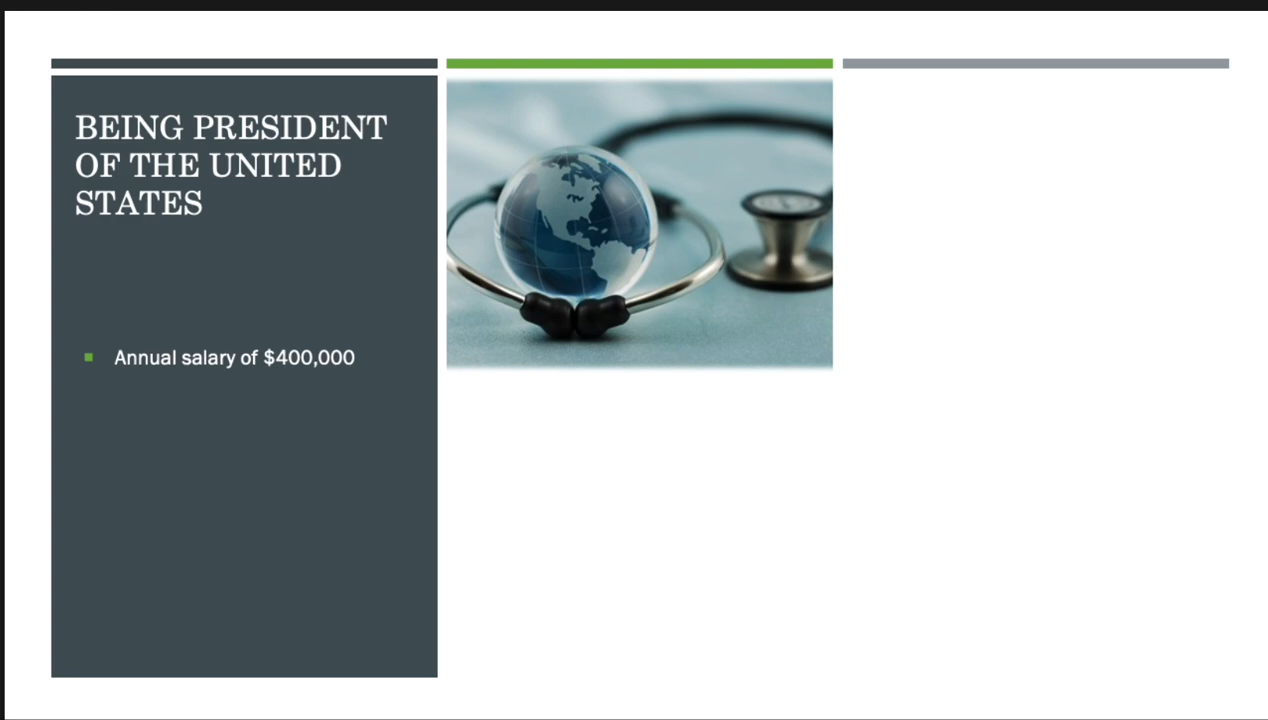 BEING PRESIDENT
OF THE UNITED
STATES
Annual salary of $400,000